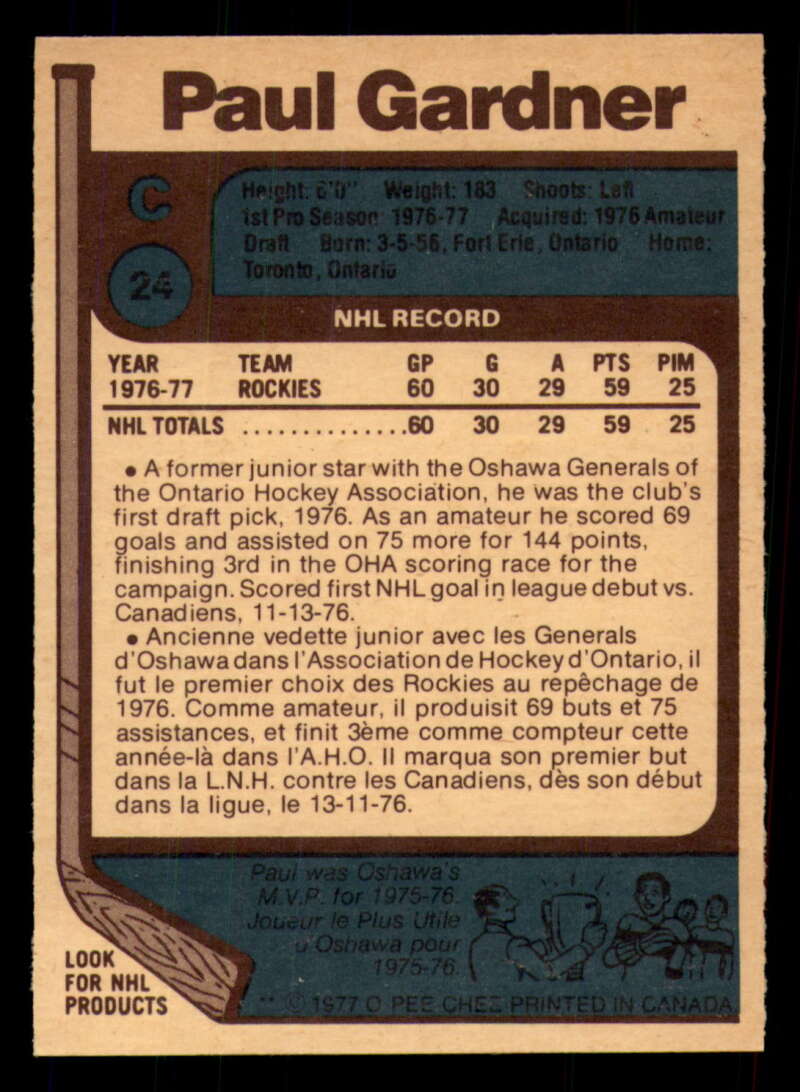 Paul Gardner
C
24
Height: 6'0" Weight: 183 Shoots: Left
1st Pro Season 1976-77 Acquired: 1976 Amateur
Draft Born: 3-5-56, Fort Erie, Ontario Home:
Toronto, Ontario
NHL RECORD
YEAR TEAM GP G A PTS PIM
1976-77 ROCKIES 60 30 29 59 25
NHL TOTALS ..............60 30 29 59 25
• A former junior star with the Oshawa Generals of
the Ontario Hockey Association, he was the club's
first draft pick, 1976. As an amateur he scored 69
goals and assisted on 75 more for 144 points,
finishing 3rd in the OHA scoring race for the
campaign. Scored first NHL goal in league debut vs.
Canadiens, 11-13-76.
• Ancienne vedette junior avec les Generals
d'Oshawa dans l'Association de Hockey d'Ontario, il
fut le premier choix des Rockies au repêchage de
1976. Comme amateur, il produisit 69 buts et 75
assistances, et finit 3ème comme compteur cette
année-là dans l'A.H.O. Il marqua son premier but
dans la L.N.H. contre les Canadiens, dès son début
dans la ligue, le 13-11-76.
Paul was Oshawa's
M.V.P. for 1975-76.
Joueur le Plus Utile
d'Oshawa pour
1975-76.
LOOK
FOR NHL
PRODUCTS
** © 1977 O PEE CHEE PRINTED IN CANADA